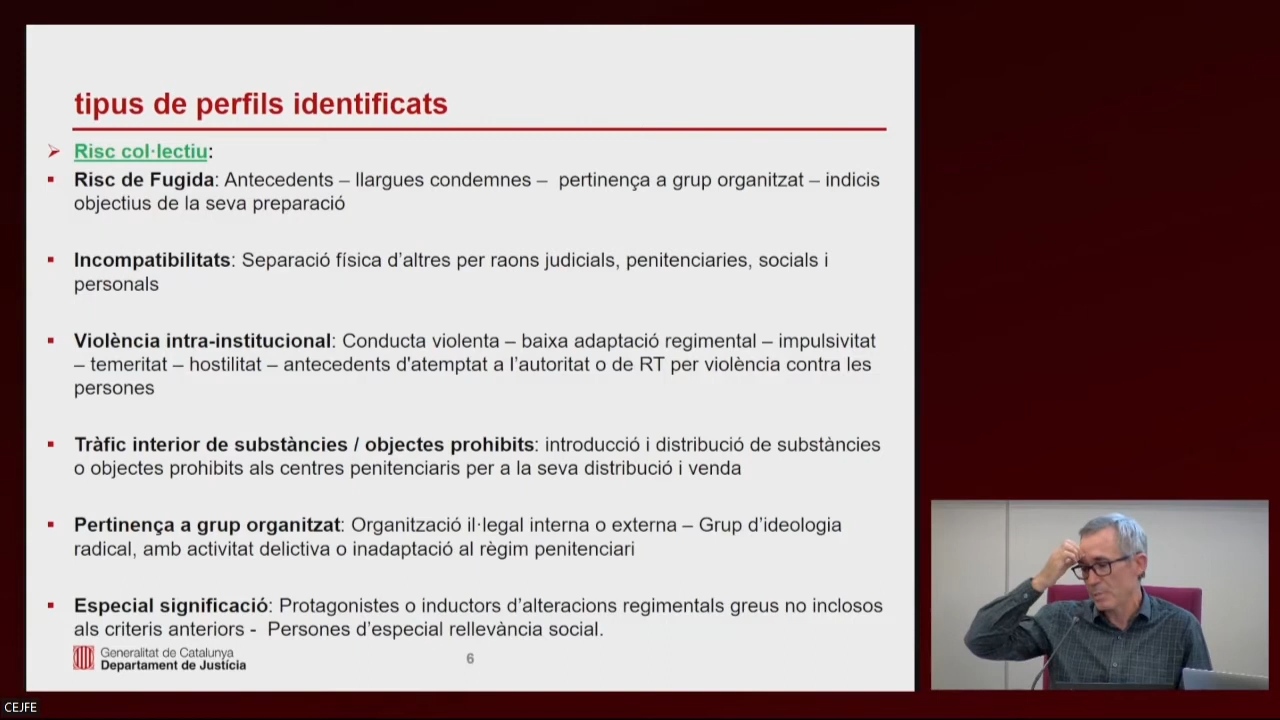 tipus de perfils identificats
Risc col·lectiu:
Risc de Fugida: Antecedents – llargues condemnes –  pertinença a grup organitzat – indicis
objectius de la seva preparació
Incompatibilitats: Separació física d’altres per raons judicials, penitenciaries, socials i
personals
Violència intra-institucional: Conducta violenta – baixa adaptació regimental – impulsivitat
– temeritat – hostilitat – antecedents d'atemptat a l’autoritat o de RT per violència contra les
persones
Tràfic interior de substàncies / objectes prohibits: introducció i distribució de substàncies
o objectes prohibits als centres penitenciaris per a la seva distribució i venda
Pertinença a grup organitzat: Organització il·legal interna o externa – Grup d’ideologia
radical, amb activitat delictiva o inadaptació al règim penitenciari
Especial significació: Protagonistes o inductors d’alteracions regimentals greus no inclosos
als criteris anteriors -  Persones d’especial rellevància social.
Generalitat de Catalunya
Departament de Justícia
6
CEJFE